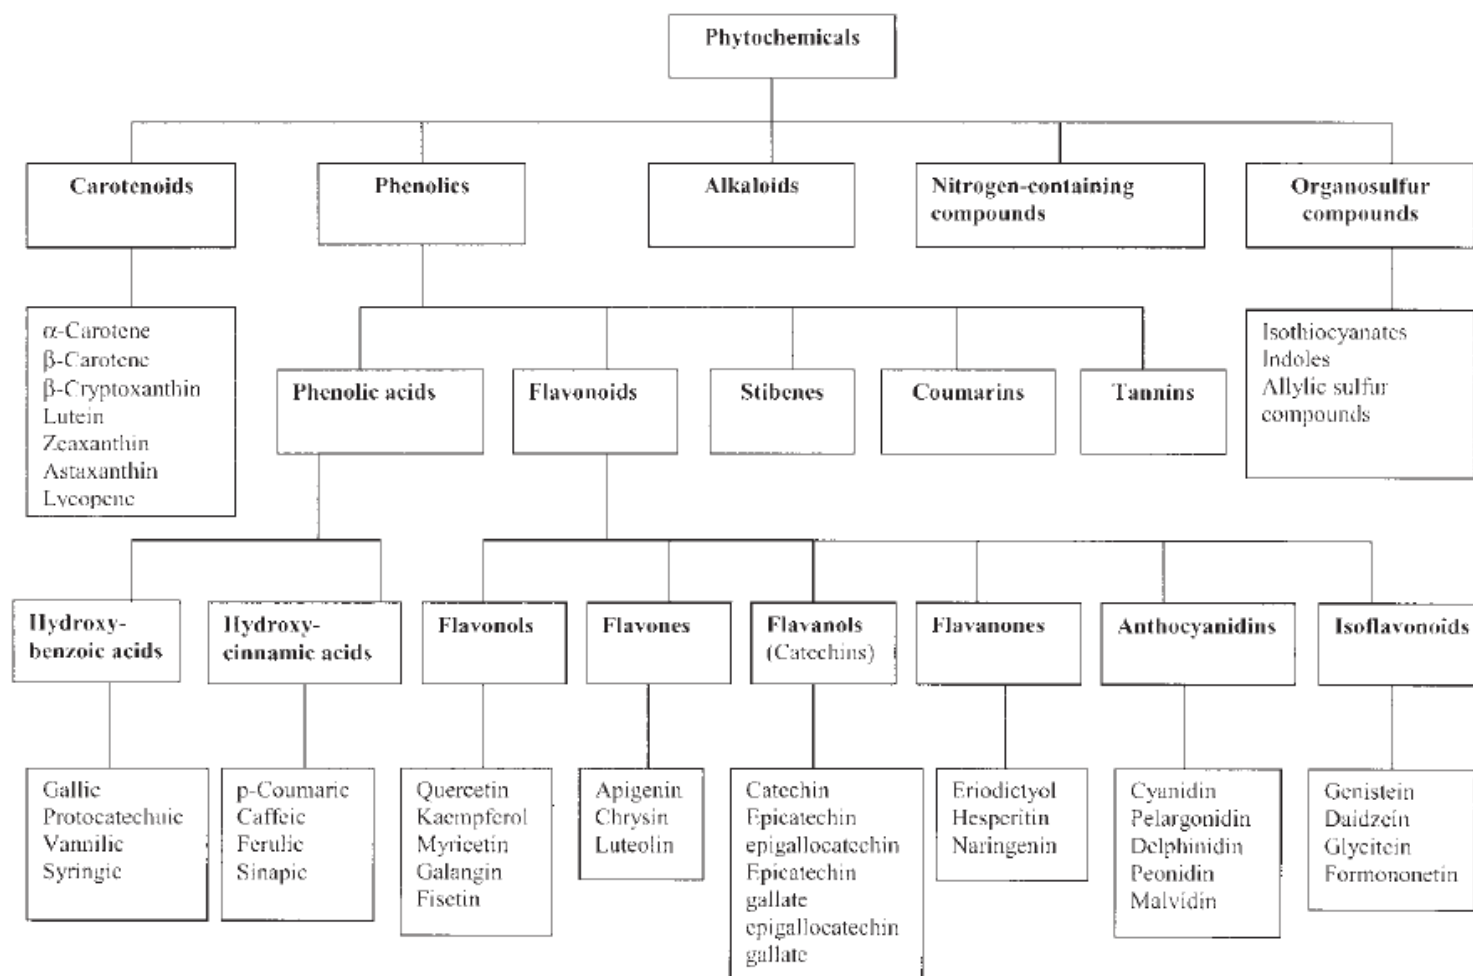 Phytochemicals
Carotenoids
Phenolics
Alkaloids
Nitrogen-containing
compounds
Organosulfur
compounds
α-Carotene
β-Carotene
β-Cryptoxanthin
Lutein
Zeaxanthin
Astaxanthin
Lycopene
Isothiocyanates
Indoles
Allylic sulfur
compounds
Phenolic acids
Flavonoids
Stibenes
Coumarins
Tannins
Hydroxy-
benzoic acids
Hydroxy-
cinnamic acids
Flavonols
Flavones
Flavanols
(Catechins)
Flavanones
Anthocyanidins
Isoflavonoids
Gallic
Protocatechuic
Vannilic
Syringic
p-Coumaric
Caffeic
Ferulic
Sinapic
Quercetin
Kaempferol
Myricetin
Galangin
Fisetin
Apigenin
Chrysin
Luteolin
Catechin
Epicatechin
epigallocatechin
Epicatechin
gallate
epigallocatechin
gallate
Eriodictyol
Hesperitin
Naringenin
Cyanidin
Pelargonidin
Delphinidin
Peonidin
Malvidin
Genistein
Daidzein
Glycitein
Formononetin